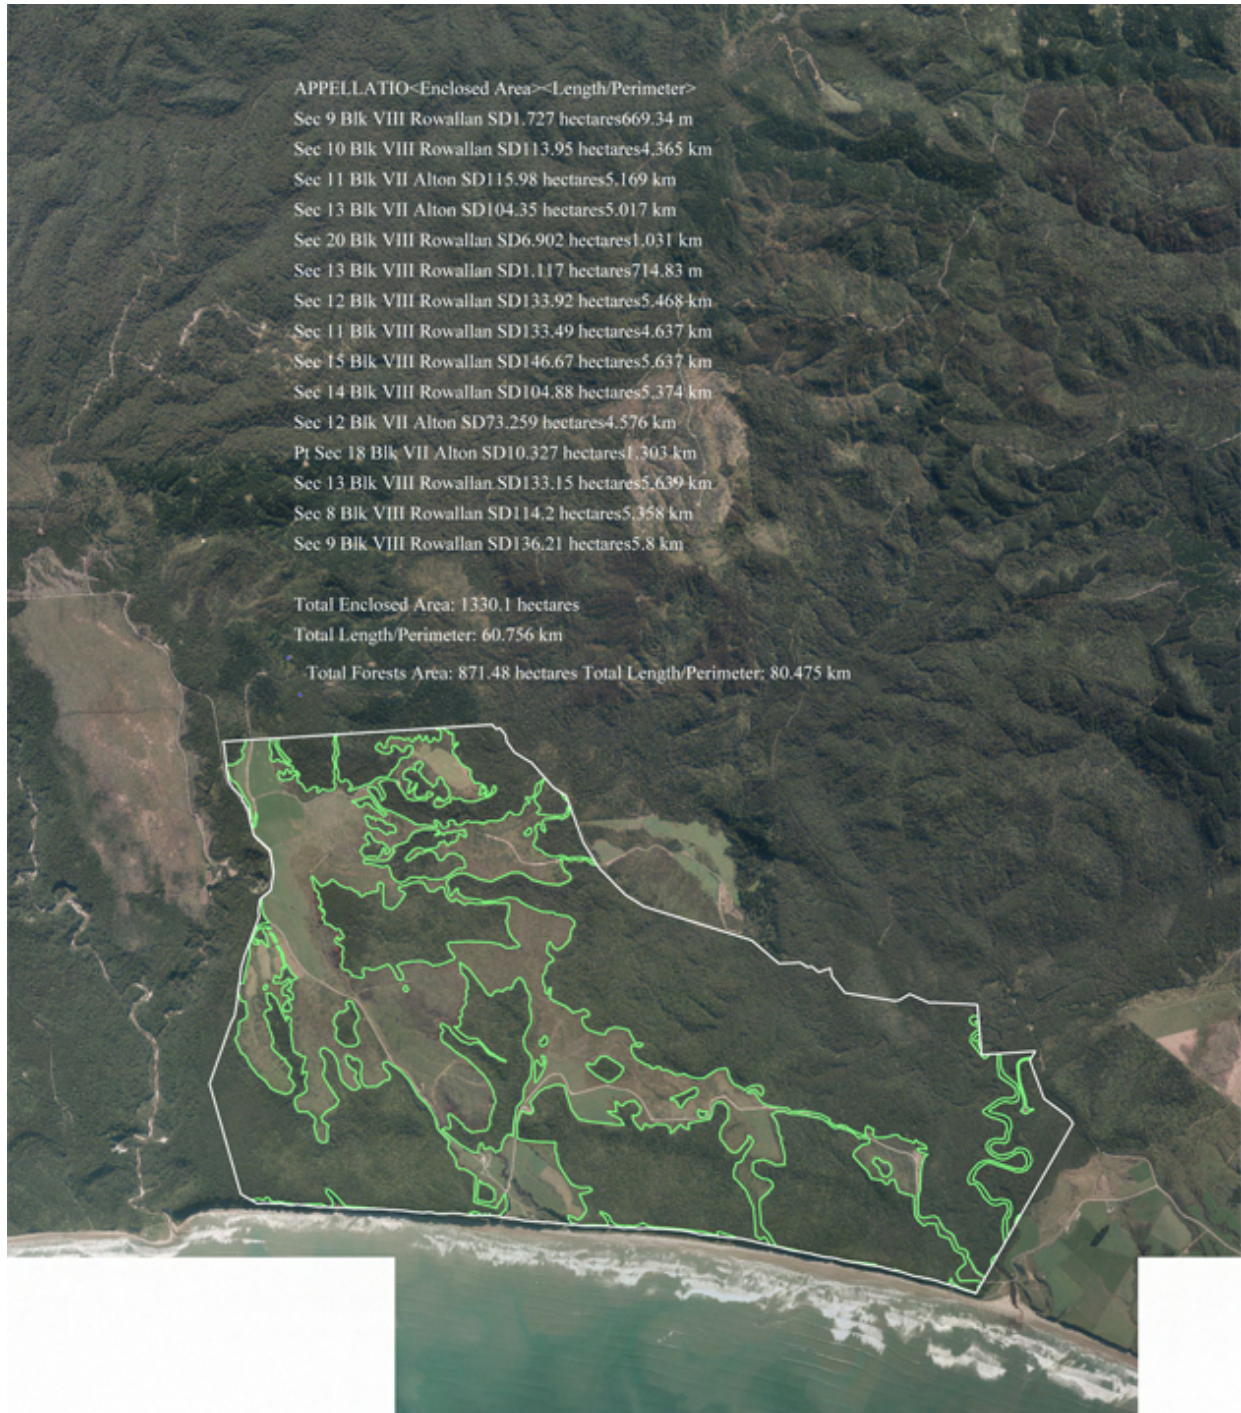 APPELLATIO<Enclosed Area><Length/Perimeter>
Sec 9 Blk VIII Rowallan SD1.727 hectares669.34 m
Sec 10 Blk VIII Rowallan SD113.95 hectares4.365 km
Sec 11 Blk VII Alton SD115.98 hectares5.169 km
Sec 13 Blk VII Alton SD104.35 hectares5.017 km
Sec 20 Blk VIII Rowallan SD6.902 hectares1.031 km
Sec 13 Blk VIII Rowallan SD1.117 hectares714.83 m
Sec 12 Blk VIII Rowallan SD133.92 hectares5.468 km
Sec 11 Blk VIII Rowallan SD133.49 hectares4.637 km
Sec 15 Blk VIII Rowallan SD146.67 hectares5.637 km
Sec 14 Blk VIII Rowallan SD104.88 hectares5.374 km
Sec 12 Blk VII Alton SD73.259 hectares4.576 km
Pt Sec 18 Blk VII Alton SD10.327 hectares1.303 km
Sec 13 Blk VIII Rowallan SD133.15 hectares5.639 km
Sec 8 Blk VIII Rowallan SD114.2 hectares5.358 km
Sec 9 Blk VIII Rowallan SD136.21 hectares5.8 km
Total Enclosed Area: 1330.1 hectares
Total Length/Perimeter: 60.756 km
Total Forests Area: 871.48 hectares Total Length/Perimeter: 80.475 km